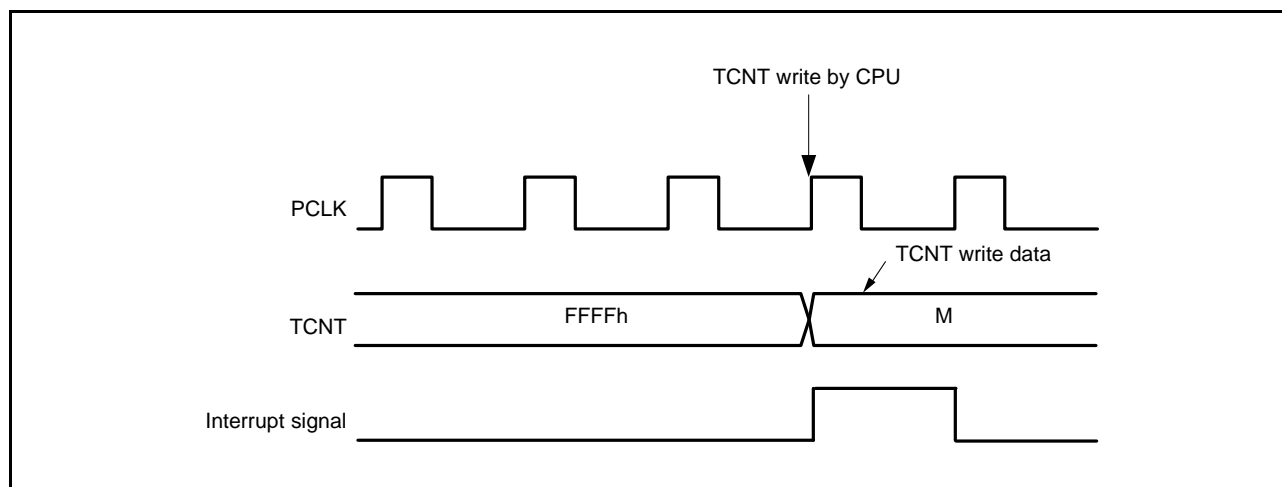 TCNT write by CPU
PCLK
TCNT write data
FFFFh
M
TCNT
Interrupt signal